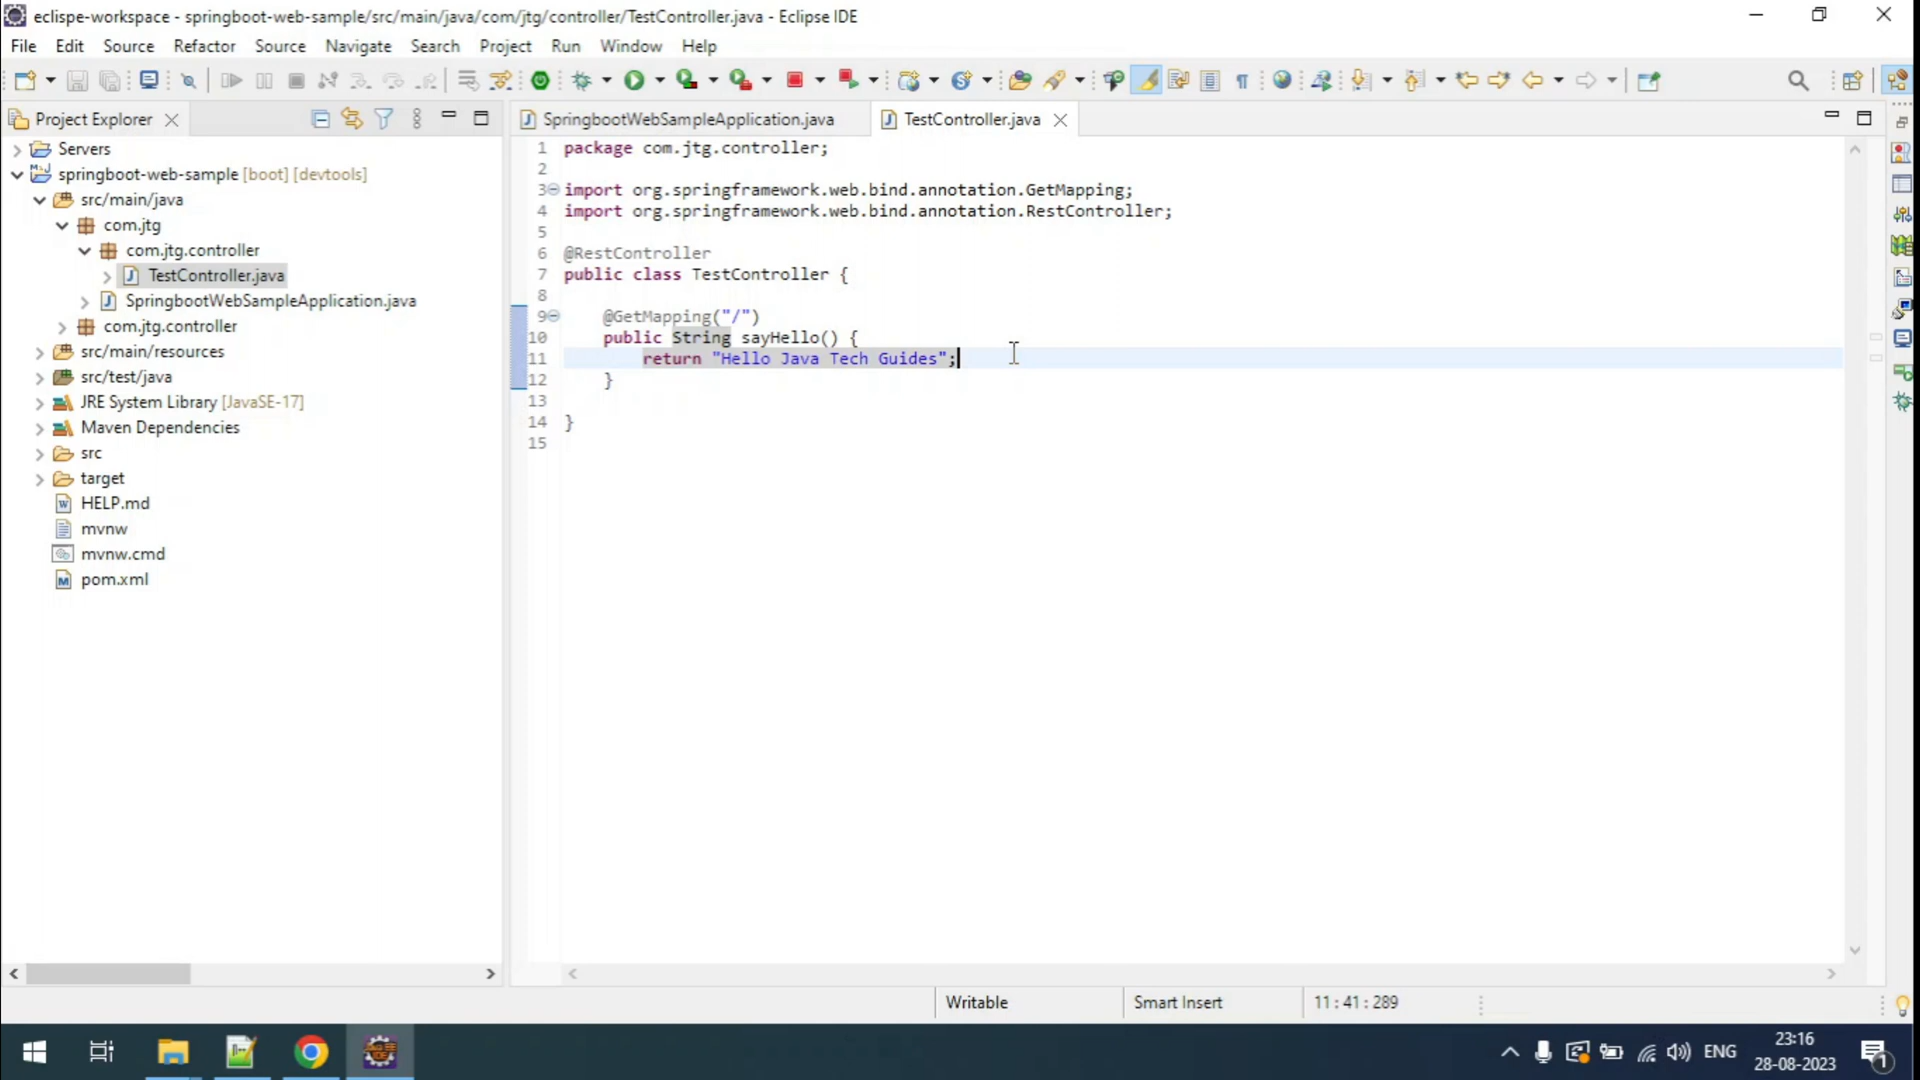 eclispe-workspace - springboot-web-sample/src/main/java/com/jtg/controller/TestController.java - Eclipse IDE
File Edit Source Refactor Source Navigate Search Project Run Window Help
Project Explorer
Servers
springboot-web-sample [boot] [devtools]
src/main/java
com.jtg
com.jtg.controller
TestController.java
SpringbootWebSampleApplication.java
com.jtg.controller
src/main/resources
src/test/java
JRE System Library [JavaSE-17]
Maven Dependencies
src
target
HELP.md
mvnw
mvnw.cmd
pom.xml
SpringbootWebSampleApplication.java TestController.java
1 package com.jtg.controller;
2
3 import org.springframework.web.bind.annotation.GetMapping;
4 import org.springframework.web.bind.annotation.RestController;
5
6 @RestController
7 public class TestController {
8
9 @GetMapping("/")
10 public String sayHello() {
11 return "Hello Java Tech Guides";
12 }
13
14 }
15
Writable Smart Insert 11 : 41 : 289
ENG 23:16
28-08-2023
1